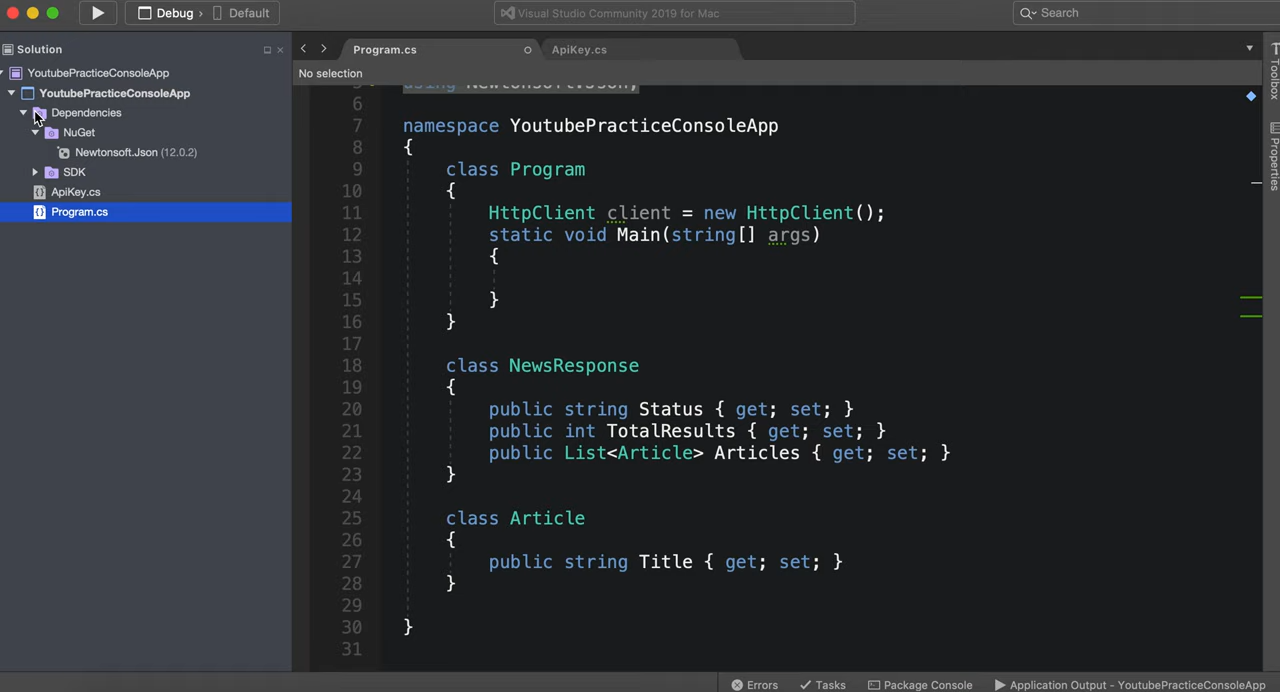 Debug
Default
Visual Studio Community 2019 for Mac
Search
Solution
YoutubePracticeConsoleApp
YoutubePracticeConsoleApp
Dependencies
NuGet
Newtonsoft.Json (12.0.2)
SDK
ApiKey.cs
Program.cs
Program.cs
ApiKey.cs
No selection
5 using Newtonsoft.Json;
6
7 namespace YoutubePracticeConsoleApp
8 {
9 class Program
10 {
11 HttpClient client = new HttpClient();
12 static void Main(string[] args)
13 {
14
15 }
16 }
17
18 class NewsResponse
19 {
20 public string Status { get; set; }
21 public int TotalResults { get; set; }
22 public List<Article> Articles { get; set; }
23 }
24
25 class Article
26 {
27 public string Title { get; set; }
28 }
29
30 }
31
Toolbox
Properties
Errors
Tasks
Package Console
Application Output - YoutubePracticeConsoleApp